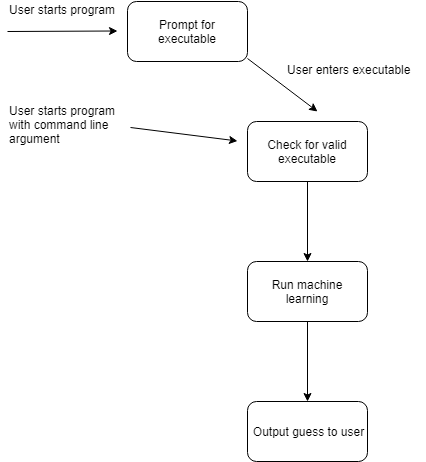 User starts program
Prompt for
executable
User enters executable
User starts program
with command line
argument
Check for valid
executable
Run machine
learning
Output guess to user